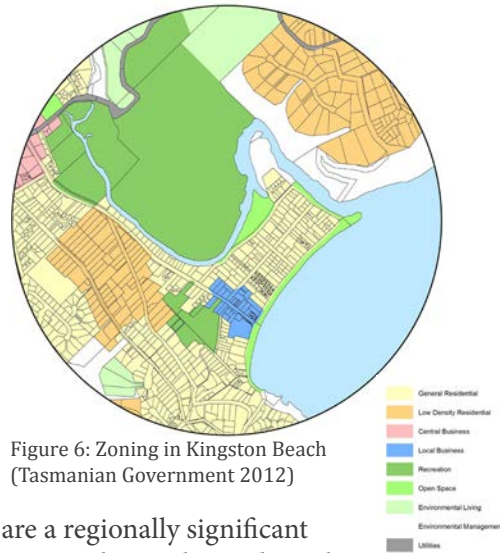 General Residential
Low Density Residential
Central Business
Local Business
Recreation
Open Space
Environmental Living
Environmental Management
Utilities
Figure 6: Zoning in Kingston Beach
(Tasmanian Government 2012)
are a regionally significant